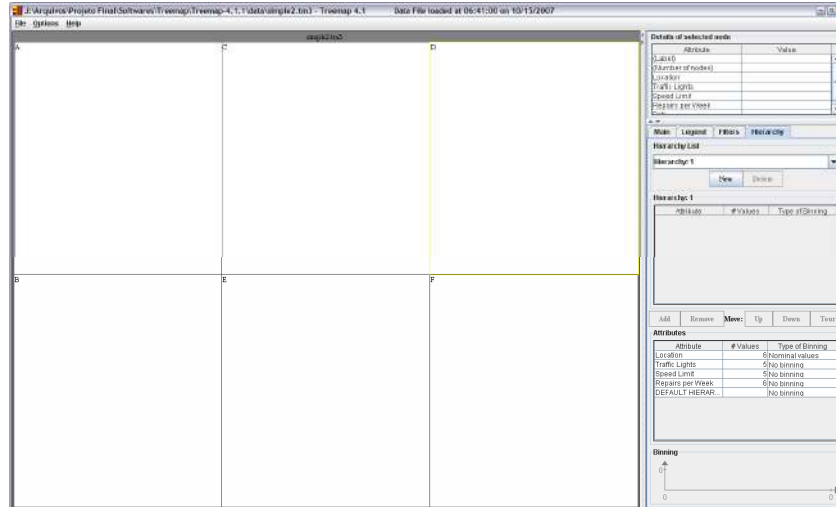 J:\Arquivos\Projeto Final\Softwares\Treemap\Treemap-4.1.1\data\simple2.tm3 - Treemap 4.1 Data File loaded at 06:41:00 on 10/15/2007
File Options Help
simple2.tm3
A C D
B E F
Details of selected node
Attribute Value
(Label)
(Number of nodes)
Location
Traffic Lights
Speed Limit
Repairs per Week
Main Legend Filters Hierarchy
Hierarchy List
Hierarchy: 1
New Delete
Hierarchy: 1
Attribute # Values Type of Binning
Add Remove Move: Up Down Tour
Attributes
Attribute # Values Type of Binning
Location 6 Nominal values
Traffic Lights 5 No binning
Speed Limit 5 No binning
Repairs per Week 6 No binning
DEFAULT HIERAR... No binning
Binning
0
0 0